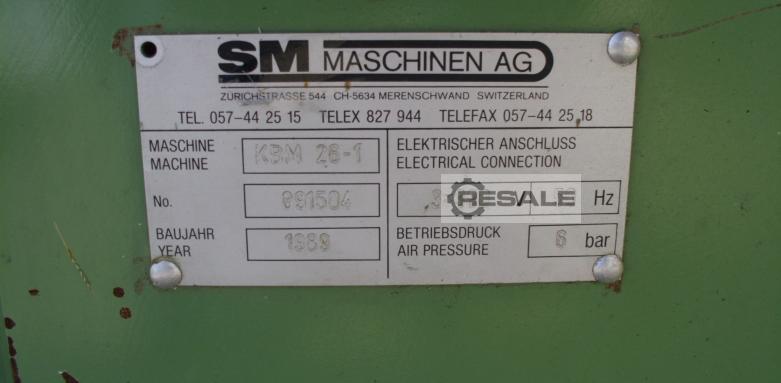 SM MASCHINEN AG
ZÜRICHSTRASSE 544 CH-5634 MERENSCHWAND SWITZERLAND
TEL. 057-44 25 15 TELEX 827 944 TELEFAX 057-44 25 18
MASCHINE
MACHINE
KBM 28-1
No.
091504
BAUJAHR
YEAR
1989
ELEKTRISCHER ANSCHLUSS
ELECTRICAL CONNECTION
RESALE
Hz
BETRIEBSDRUCK
AIR PRESSURE
6 bar